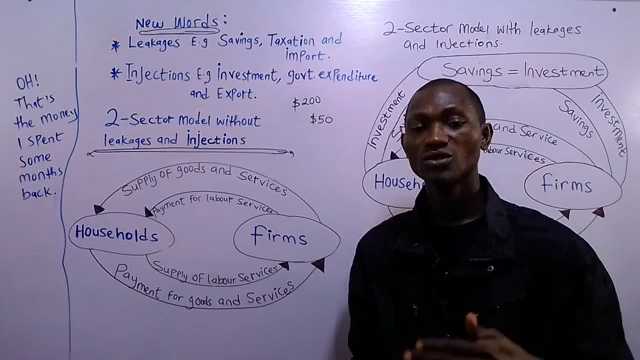 OH!
That's
the money
I spent
some
months
back.
New Words:
* Leakages E.g Savings, Taxation and
import.
* Injections E.g investment, govt expenditure
and Export.
$200
$50
2-Sector model without
leakages and injections
Supply of goods and Services
Payment for labour Services
Households
firms
Supply of labour Services
Payment for goods and Services
2-Sector model with leakages
and injections.
Savings = Investment
Investment
Savings
Investment
and Service
labour Services
Househ
firms